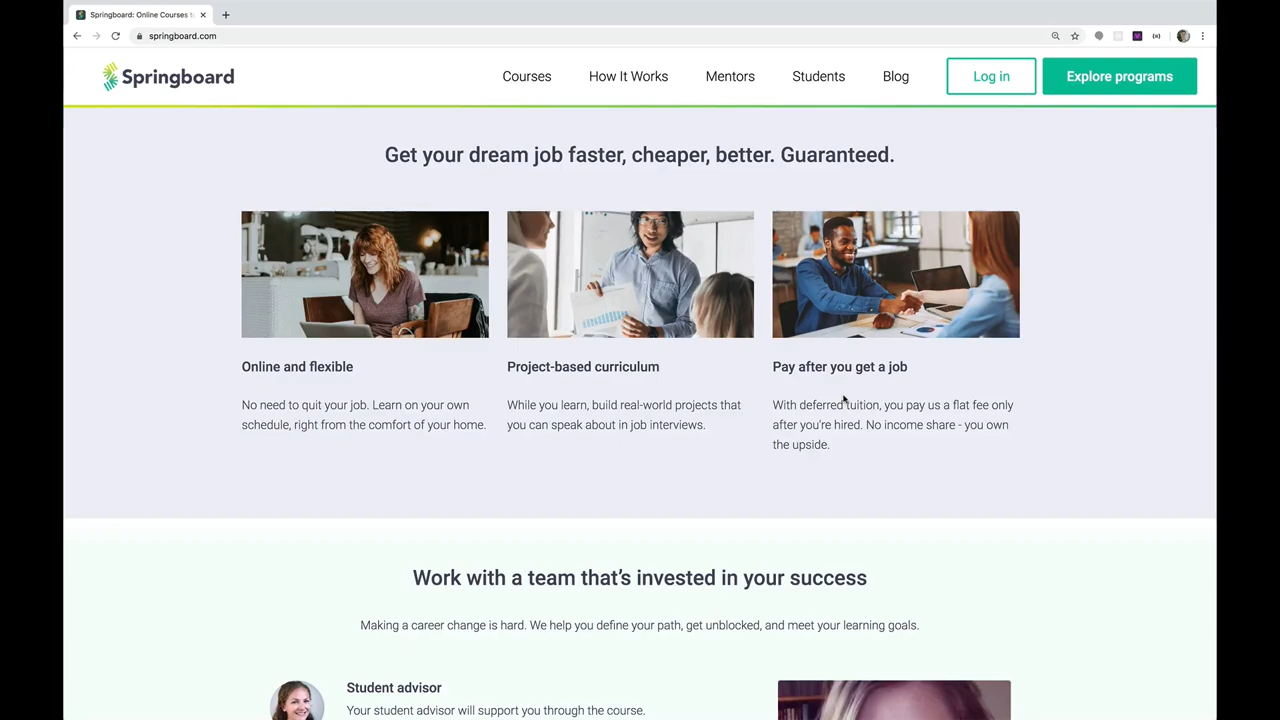 Springboard: Online Courses t
springboard.com
Springboard
Courses
How It Works
Mentors
Students
Blog
Log in
Explore programs
Get your dream job faster, cheaper, better. Guaranteed.
Online and flexible
No need to quit your job. Learn on your own
schedule, right from the comfort of your home.
Project-based curriculum
While you learn, build real-world projects that
you can speak about in job interviews.
Pay after you get a job
With deferred tuition, you pay us a flat fee only
after you're hired. No income share - you own
the upside.
Work with a team that’s invested in your success
Making a career change is hard. We help you define your path, get unblocked, and meet your learning goals.
Student advisor
Your student advisor will support you through the course.